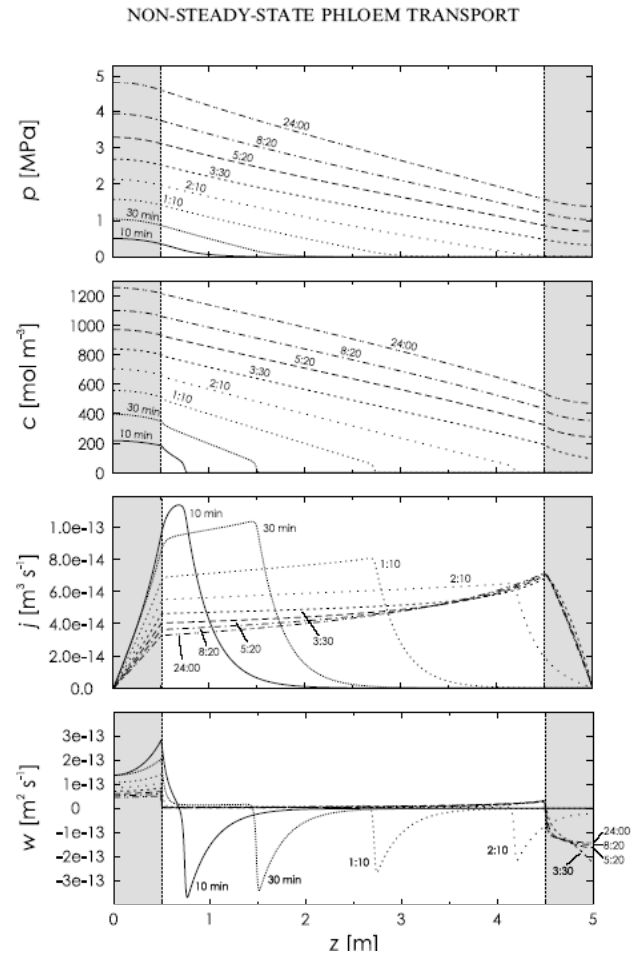 NON-STEADY-STATE PHLOEM TRANSPORT
p [MPa]
5
4
3
2
1
0
24:00
8:20
5:20
3:30
2:10
1:10
30 min
10 min
c [mol m⁻³]
1200
1000
800
600
400
200
0
24:00
8:20
5:20
3:30
2:10
1:10
30 min
10 min
j [m³ s⁻¹]
1.0e-13
8.0e-14
6.0e-14
4.0e-14
2.0e-14
0.0
10 min
30 min
1:10
2:10
3:30
5:20
8:20
24:00
w [m² s⁻¹]
3e-13
2e-13
1e-13
0
-1e-13
-2e-13
-3e-13
10 min
30 min
1:10
2:10
3:30
24:00
8:20
5:20
0 1 2 3 4 5
z [m]